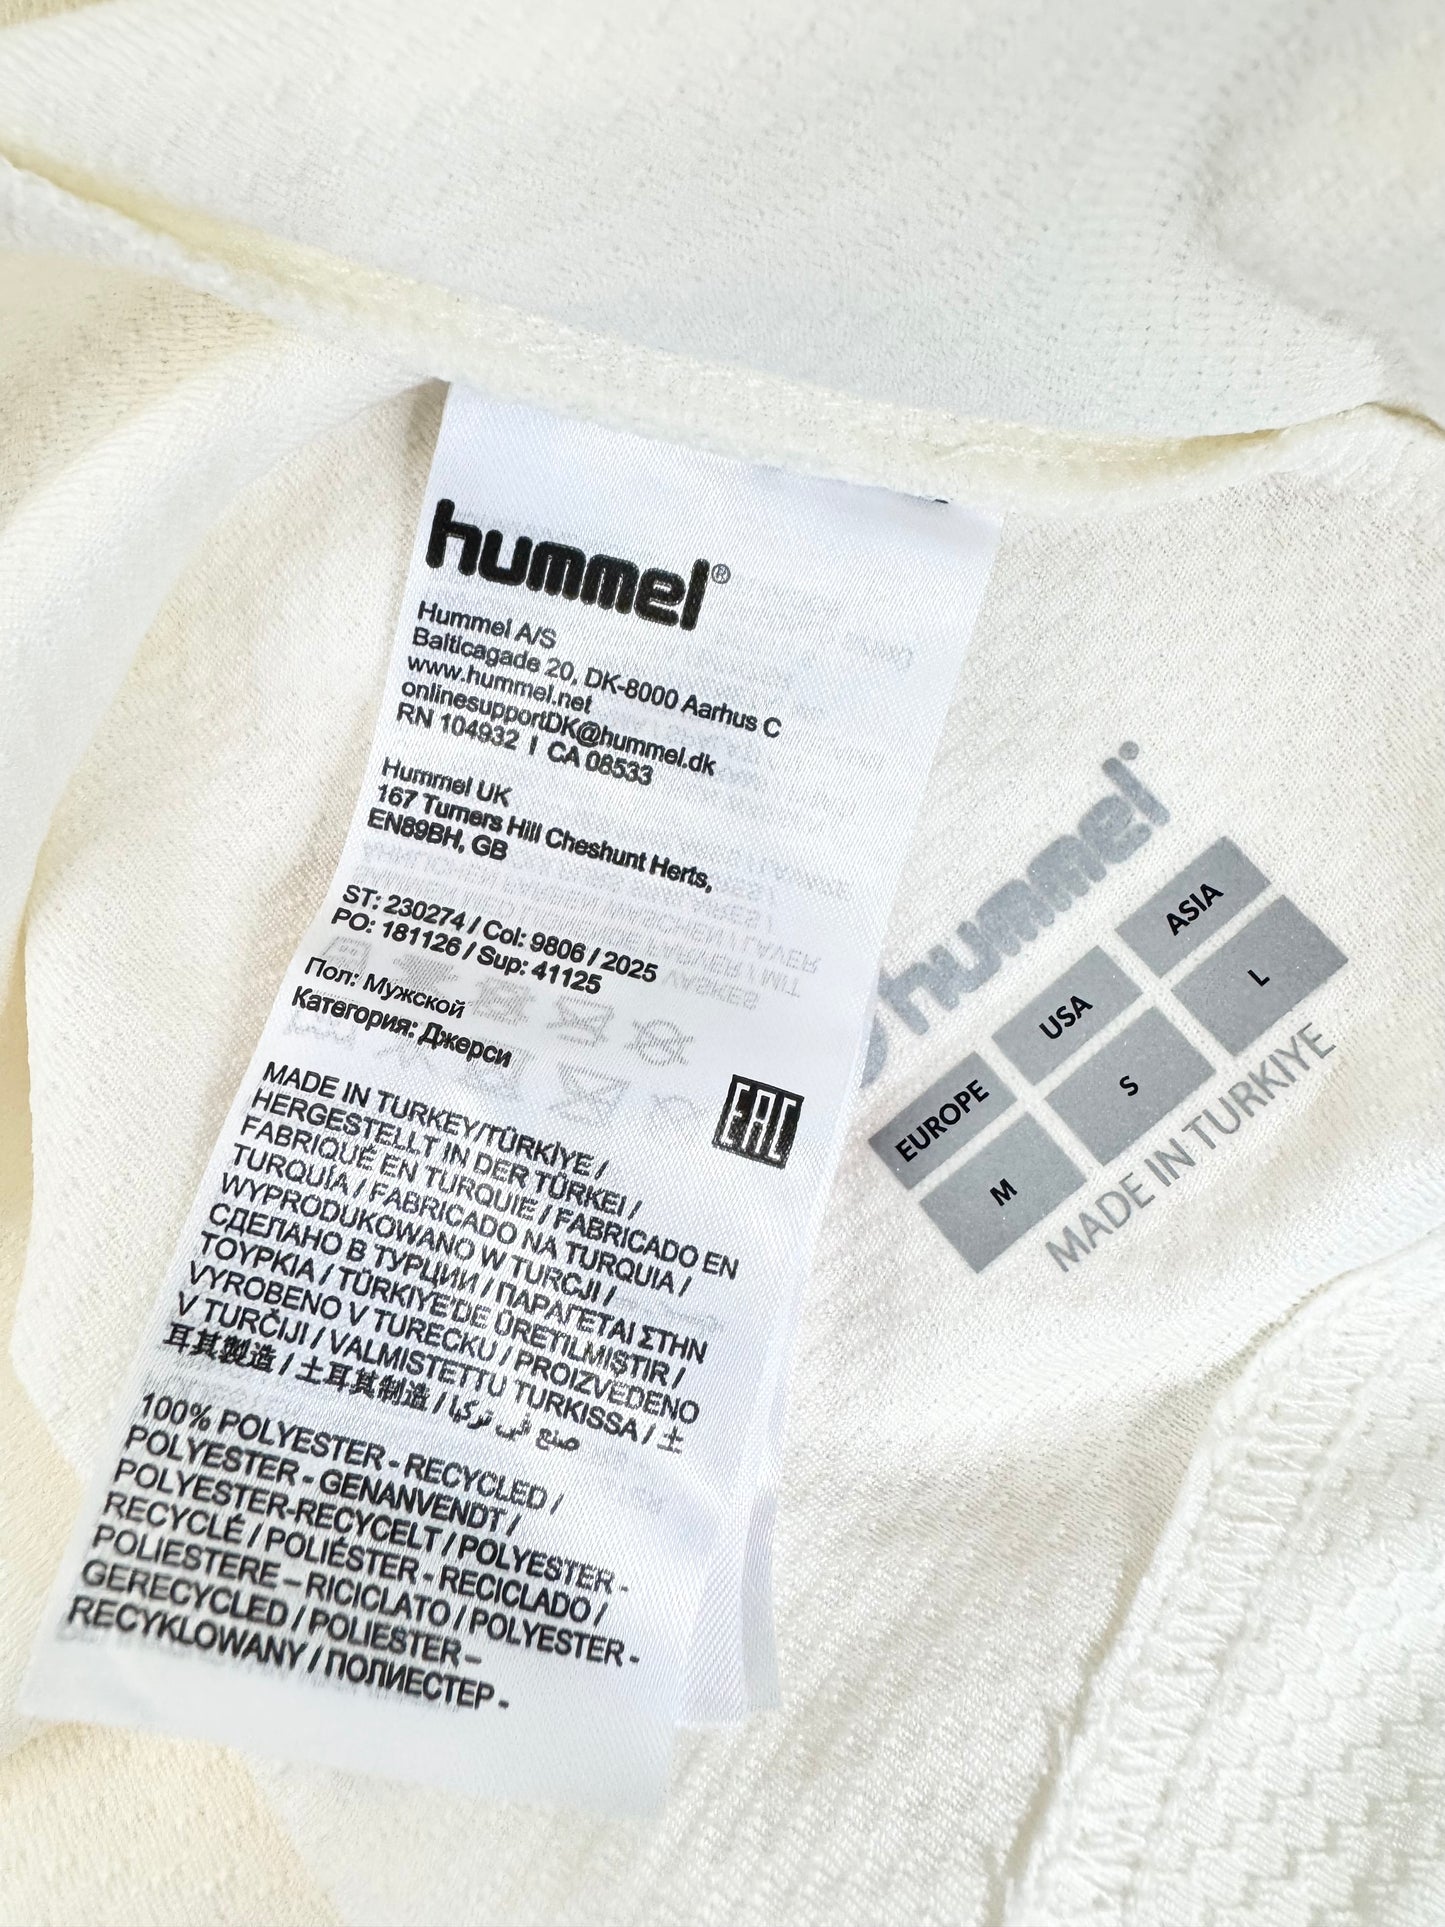 hummel®
Hummel A/S
Balticagade 20, DK-8000 Aarhus C
www.hummel.net
onlinesupportDK@hummel.dk
RN 104932 I CA 08533
Hummel UK
167 Turners Hill Cheshunt Herts,
EN89BH, GB
ST: 230274 / Col: 9806 / 2025
PO: 181126 / Sup: 41125
Пол: Мужской
Категория: Джерси
EAC
MADE IN TURKEY/TÜRKİYE /
HERGESTELLT IN DER TÜRKEI /
FABRIQUÉ EN TURQUIE / FABRICADO EN
TURQUÍA / FABRICADO NA TURQUIA /
WYPRODUKOWANO W TURCJI /
СДЕЛАНО В ТУРЦИИ / ΠΑΡΑΓΕΤΑΙ ΣΤΗΝ
ΤΟΥΡΚΙΑ / TÜRKİYE'DE ÜRETİLMİŞTİR /
VYROBENO V TURECKU / PROIZVEDENO
V TURČIJI / VALMISTETTU TURKISSA / 土
耳其製造 / 土耳其制造 / صنع في تركيا
100% POLYESTER - RECYCLED /
POLYESTER - GENANVENDT /
POLYESTER-RECYCELT / POLYESTER -
RECYCLÉ / POLIÉSTER - RECICLADO /
POLIESTERE – RICICLATO / POLYESTER -
GERECYCLED / POLIESTER –
RECYKLOWANY / ПОЛИЕСТЕР -
hummel®
EUROPE USA ASIA
M S L
MADE IN TURKIYE